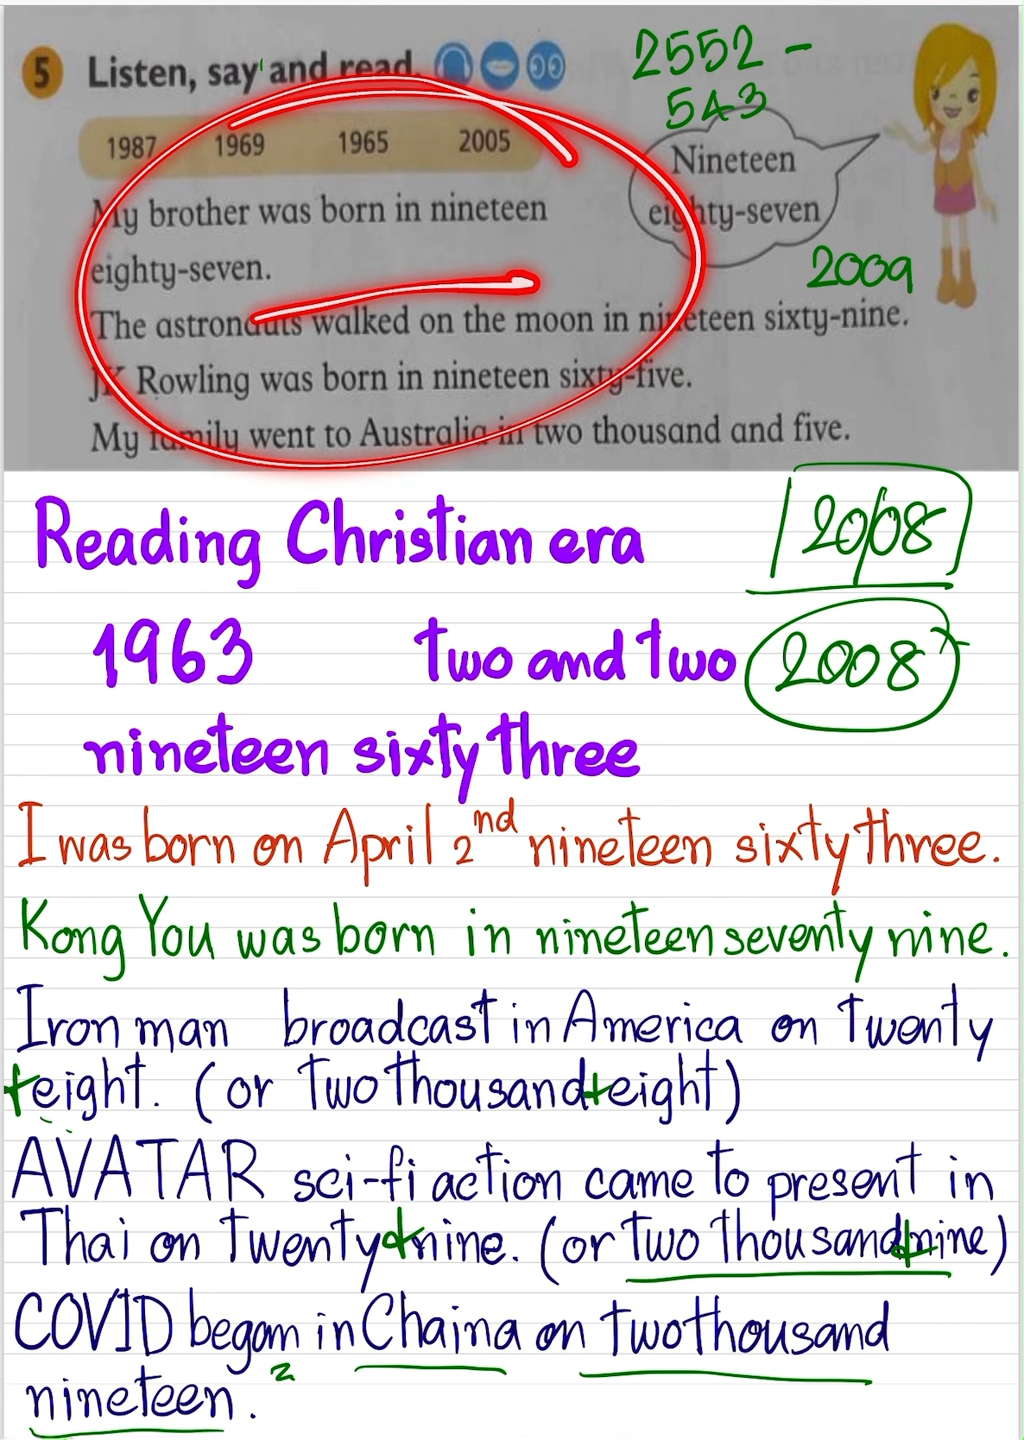 5 Listen, say and read.
2552 -
543
1987 1969 1965 2005
Nineteen
eighty-seven
My brother was born in nineteen
eighty-seven.
2009
The astronauts walked on the moon in nineteen sixty-nine.
JK Rowling was born in nineteen sixty-five.
My family went to Australia in two thousand and five.
Reading Christian era
20/08
1963 two and two
2008
nineteen sixty three
I was born on April 2nd nineteen sixty three.
Kong You was born in nineteen seventy nine.
Iron man broadcast in America on twenty
+eight. (or two thousand+eight)
AVATAR sci-fi action came to present in
Thai on twenty+nine. (or two thousand+nine)
COVID began in Chaina on two thousand
2
nineteen.